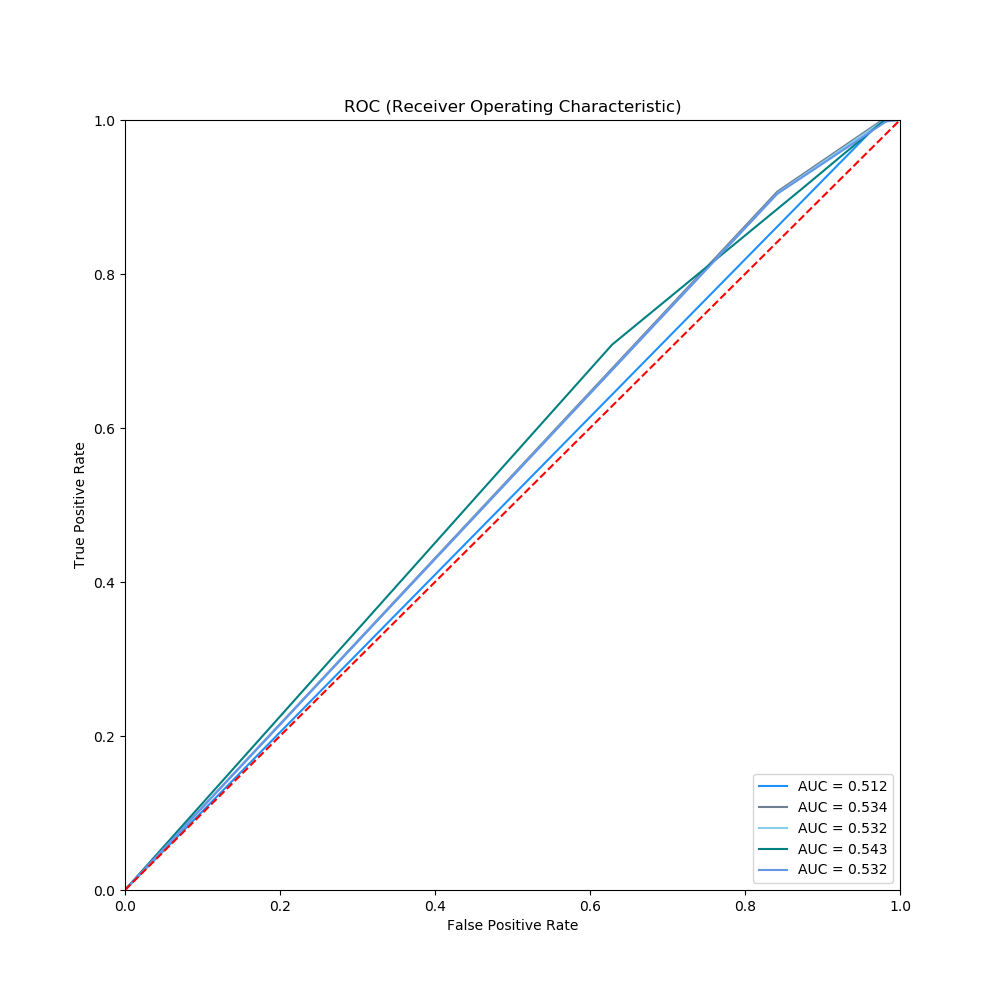 ROC (Receiver Operating Characteristic)
1.0
0.8
0.6
0.4
0.2
0.0
True Positive Rate
AUC = 0.512
AUC = 0.534
AUC = 0.532
AUC = 0.543
AUC = 0.532
0.0 0.2 0.4 0.6 0.8 1.0
False Positive Rate